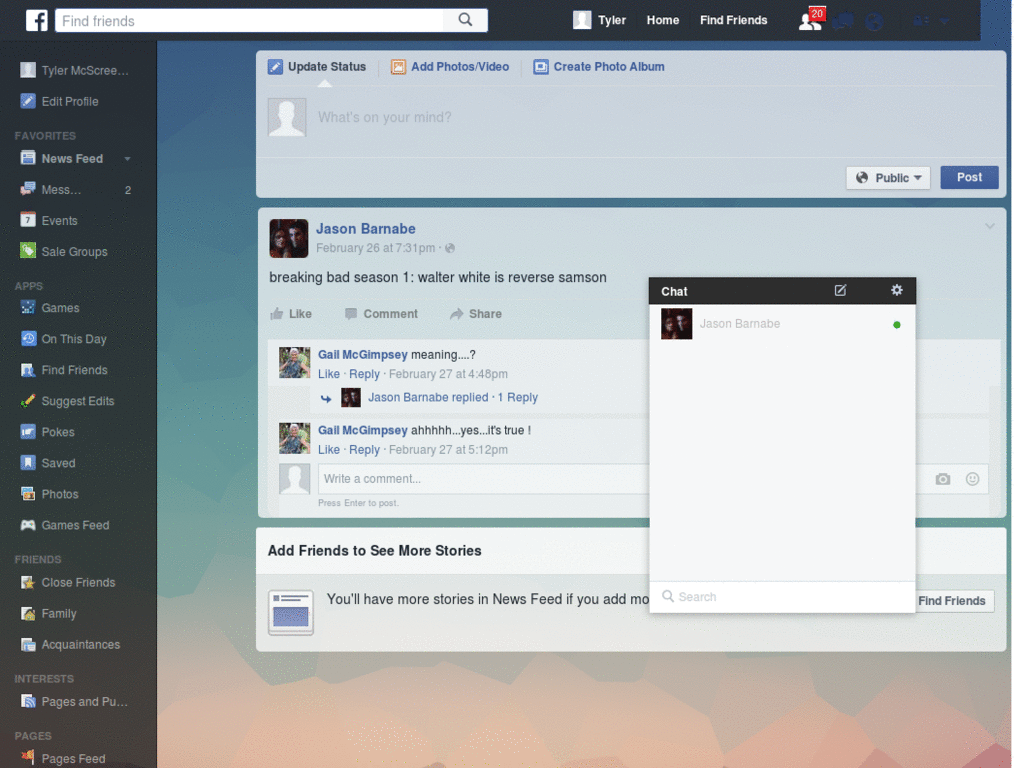 Find friends
Tyler
Home
Find Friends
20
Tyler McScree...
Edit Profile
FAVORITES
News Feed
Mess... 2
Events
Sale Groups
APPS
Games
On This Day
Find Friends
Suggest Edits
Pokes
Saved
Photos
Games Feed
FRIENDS
Close Friends
Family
Acquaintances
INTERESTS
Pages and Pu...
PAGES
Pages Feed
Update Status
Add Photos/Video
Create Photo Album
What's on your mind?
Public
Post
Jason Barnabe
February 26 at 7:31pm ·
breaking bad season 1: walter white is reverse samson
Like
Comment
Share
Gail McGimpsey meaning....?
Like · Reply · February 27 at 4:48pm
Jason Barnabe replied · 1 Reply
Gail McGimpsey ahhhhh...yes...it's true !
Like · Reply · February 27 at 5:12pm
Write a comment...
Press Enter to post.
Add Friends to See More Stories
You'll have more stories in News Feed if you add mo
Find Friends
Chat
Jason Barnabe
Search